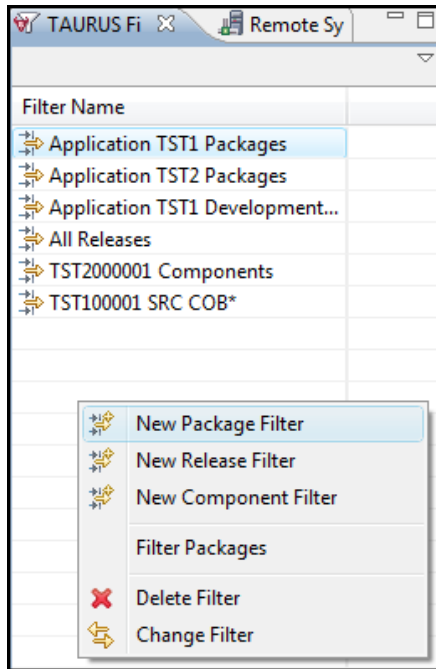 TAURUS Fi Remote Sy
Filter Name
Application TST1 Packages
Application TST2 Packages
Application TST1 Development...
All Releases
TST2000001 Components
TST100001 SRC COB*
New Package Filter
New Release Filter
New Component Filter
Filter Packages
Delete Filter
Change Filter